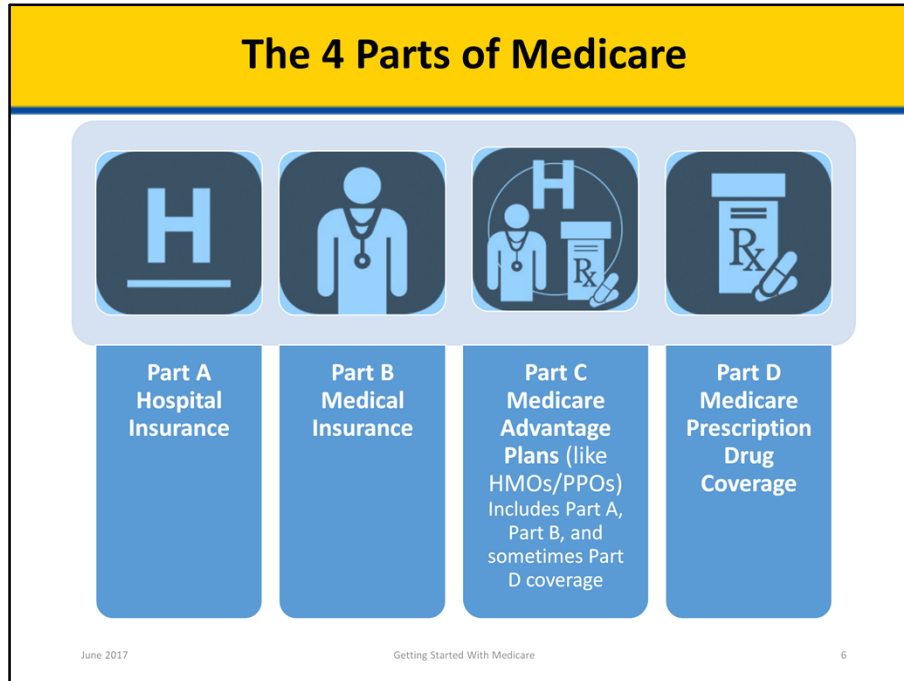 The 4 Parts of Medicare
H
H
Rx
Rx
Part A
Hospital
Insurance
Part B
Medical
Insurance
Part C
Medicare
Advantage
Plans (like
HMOs/PPOs)
Includes Part A,
Part B, and
sometimes Part
D coverage
Part D
Medicare
Prescription
Drug
Coverage
June 2017
Getting Started With Medicare
6